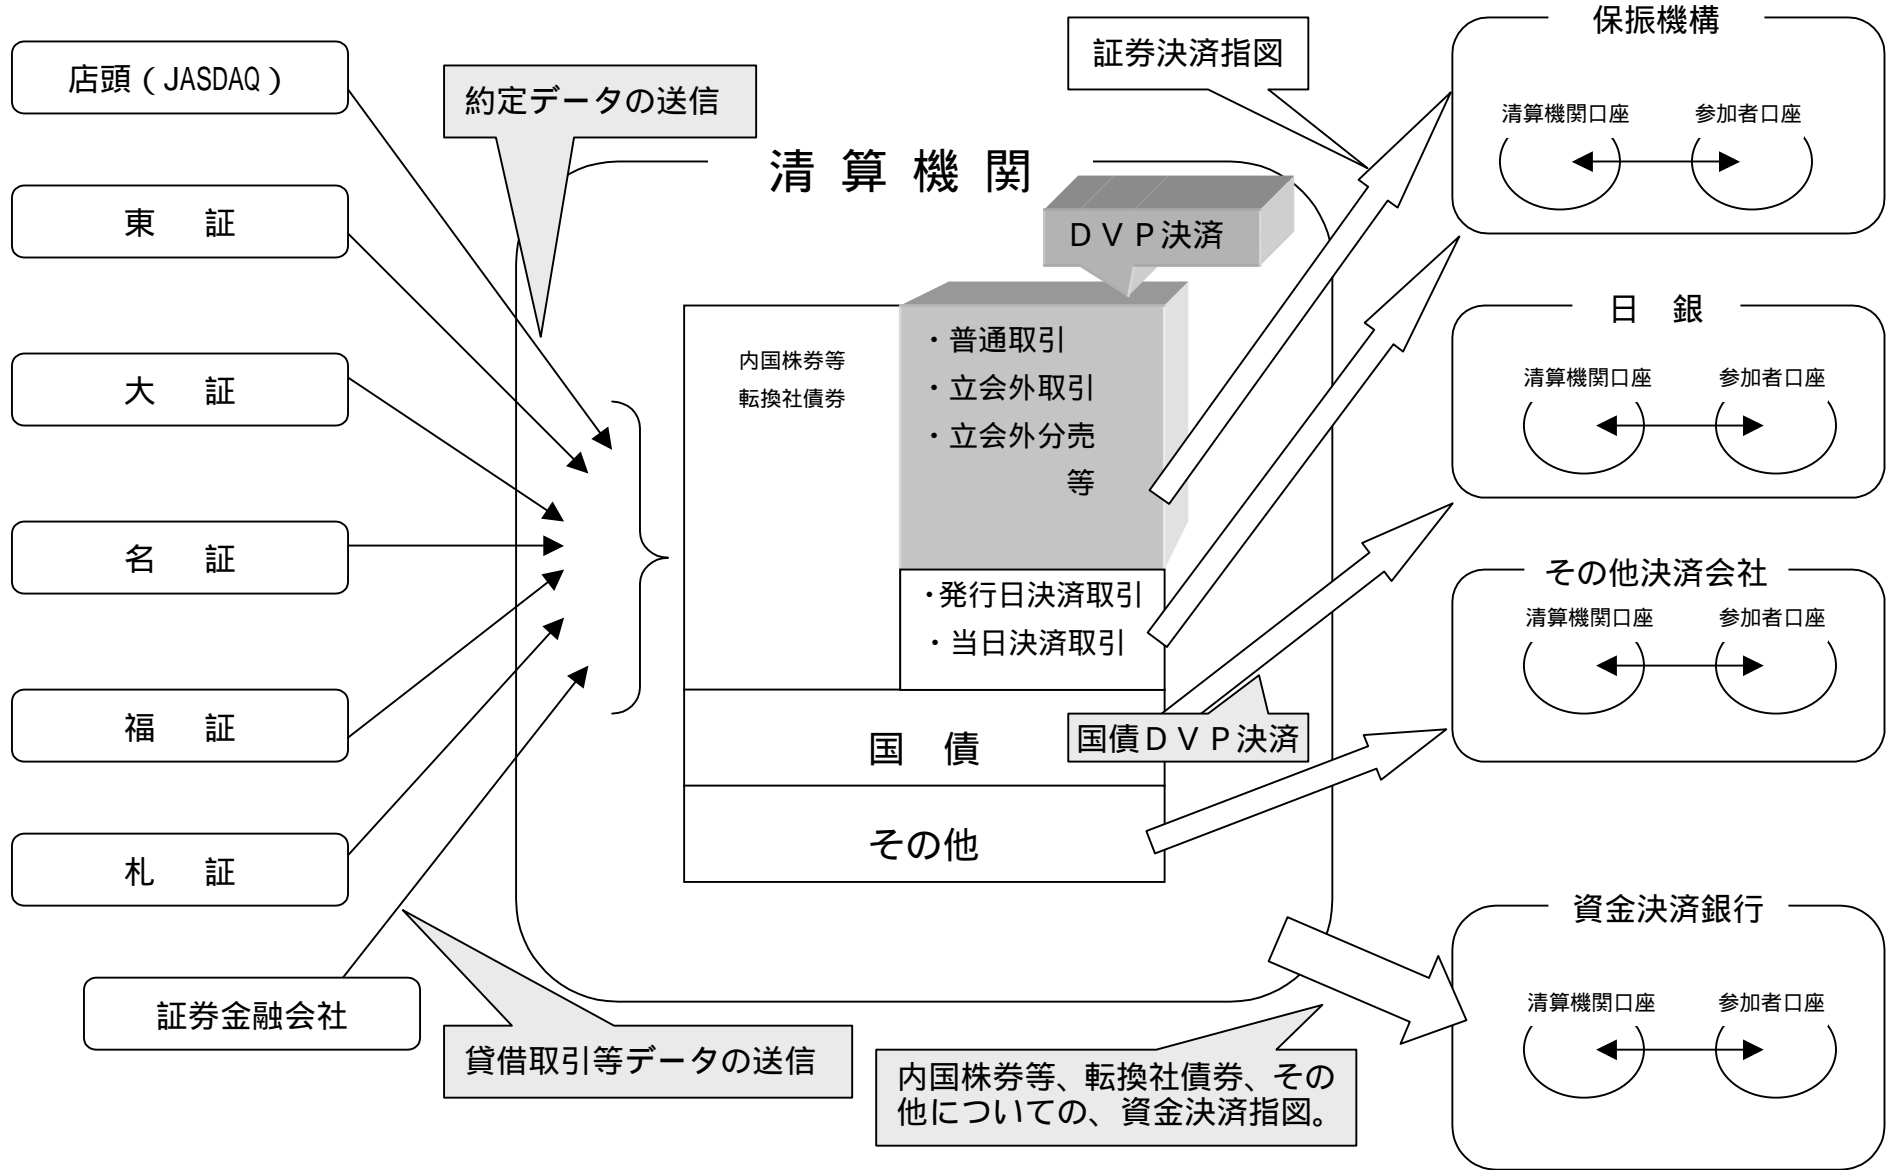 保振機構
証券決済指図
店頭（JASDAQ）
約定データの送信
清算機関口座 参加者口座
清 算 機 関
東 証
ＤＶＰ決済
日 銀
・普通取引
内国株券等
清算機関口座 参加者口座
大 証
・立会外取引
転換社債券
・立会外分売
等
名 証
その他決済会社
・発行日決済取引
清算機関口座 参加者口座
・当日決済取引
福 証
国 債
国債ＤＶＰ決済
その他
札 証
資金決済銀行
清算機関口座 参加者口座
証券金融会社
貸借取引等データの送信
内国株券等、転換社債券、その
他についての、資金決済指図。